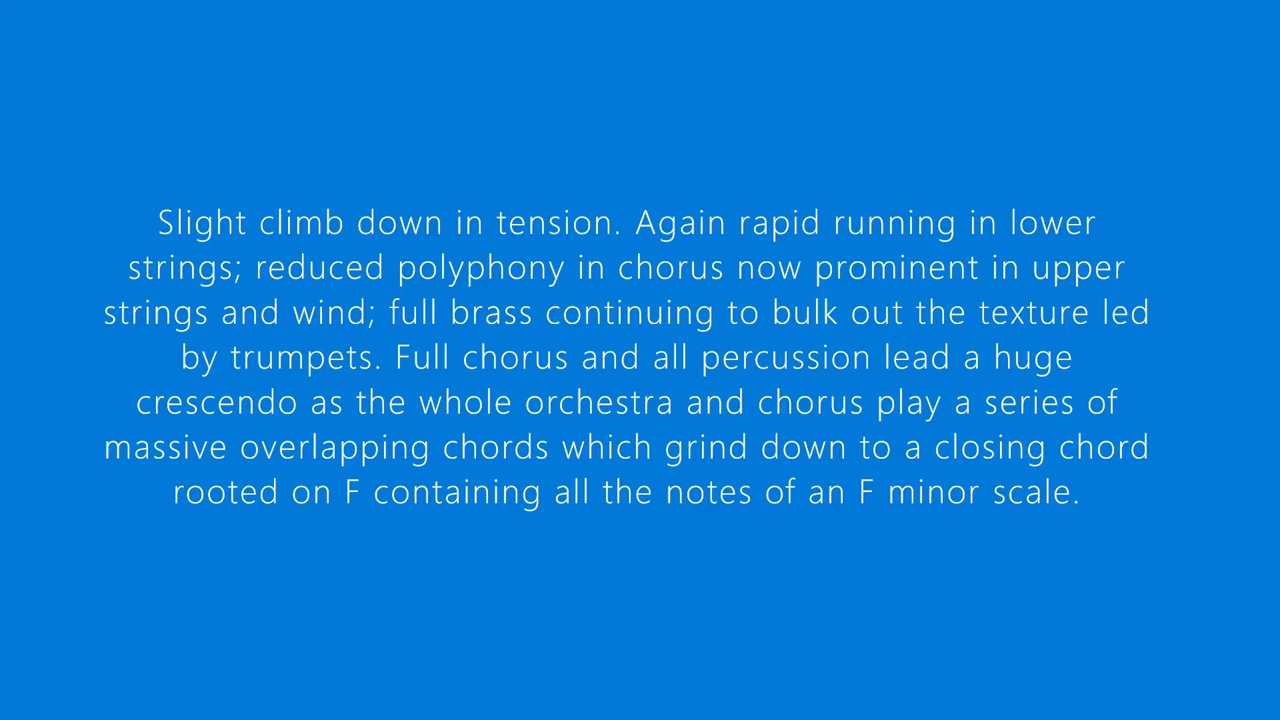 Slight climb down in tension. Again rapid running in lower
strings; reduced polyphony in chorus now prominent in upper
strings and wind; full brass continuing to bulk out the texture led
by trumpets. Full chorus and all percussion lead a huge
crescendo as the whole orchestra and chorus play a series of
massive overlapping chords which grind down to a closing chord
rooted on F containing all the notes of an F minor scale.